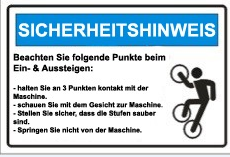 SICHERHEITSHINWEIS
Beachten Sie folgende Punkte beim
Ein- & Aussteigen:
- halten Sie an 3 Punkten kontakt mit der
Maschine.
- schauen Sie mit dem Gesicht zur Maschine.
- Stellen Sie sicher, dass die Stufen sauber
sind.
- Springen Sie nicht von der Maschine.